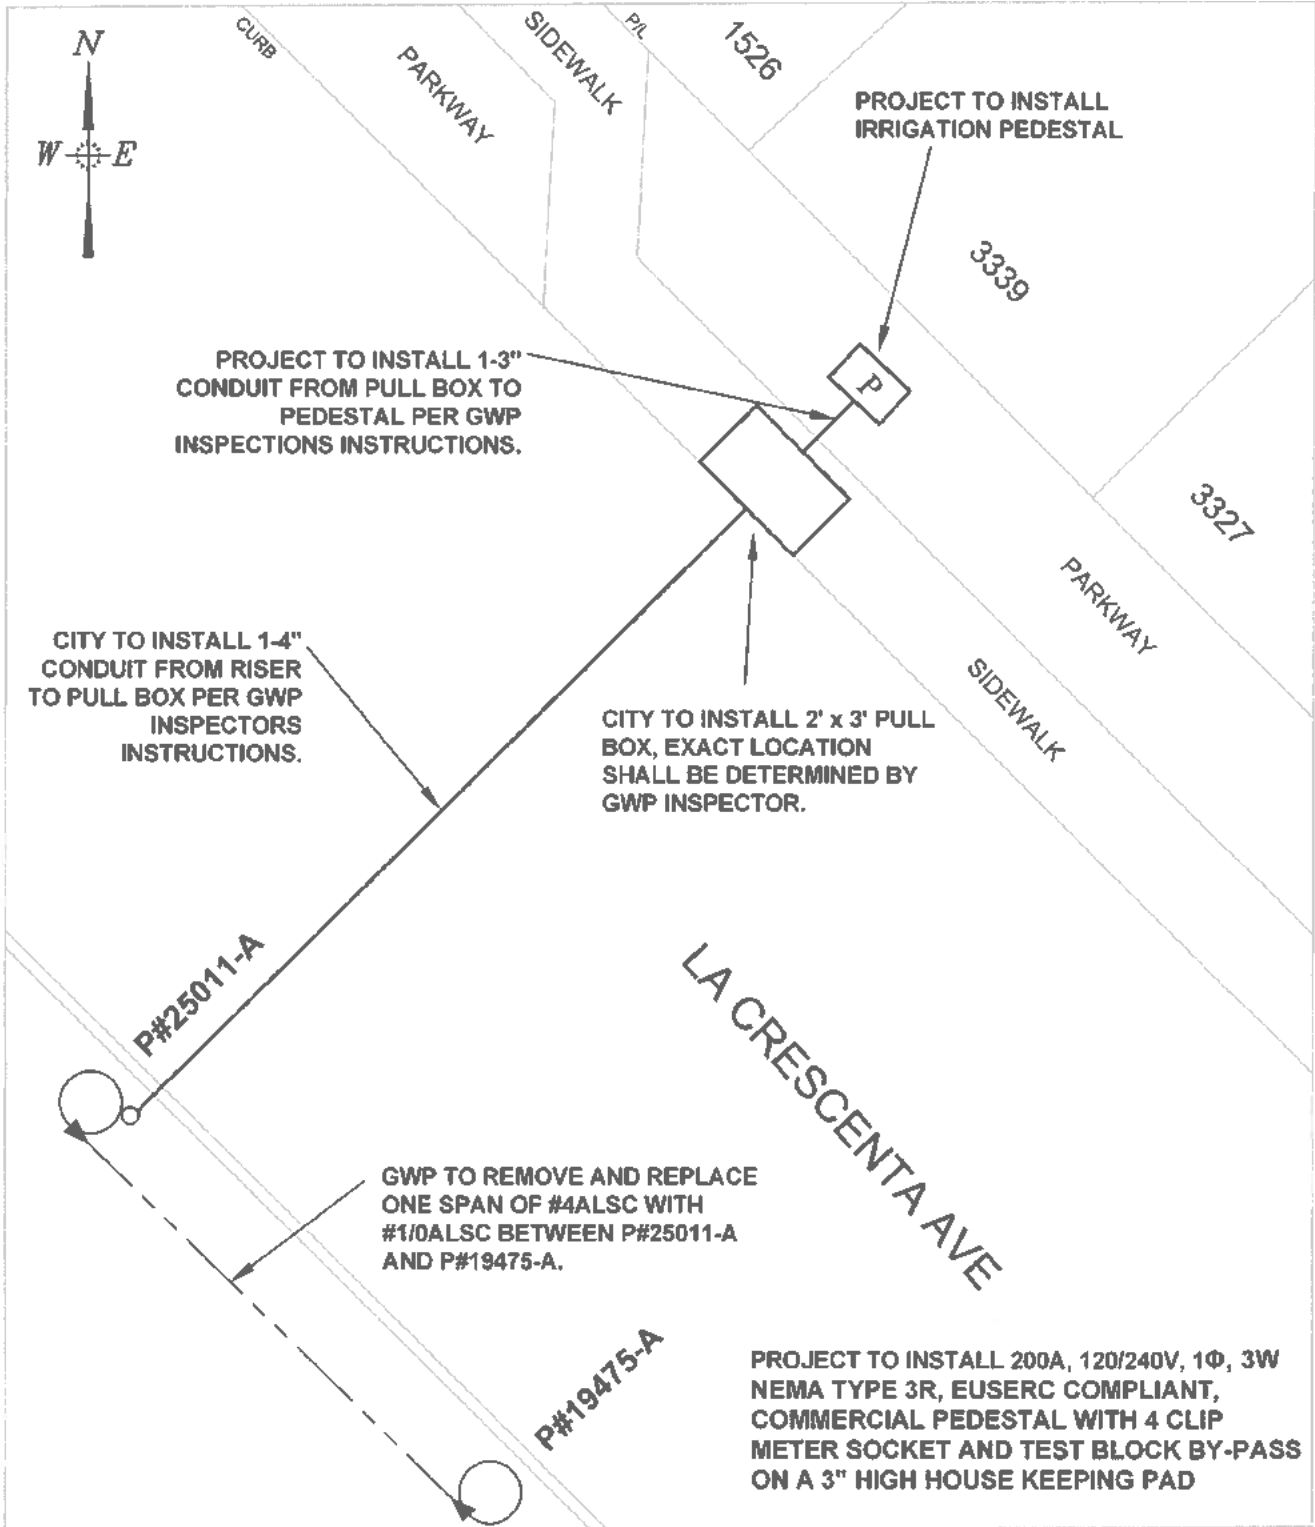 N
W E
CURB
PARKWAY
SIDEWALK
P/L
1526
PROJECT TO INSTALL
IRRIGATION PEDESTAL
3339
PROJECT TO INSTALL 1-3"
CONDUIT FROM PULL BOX TO
PEDESTAL PER GWP
INSPECTIONS INSTRUCTIONS.
P
3327
PARKWAY
SIDEWALK
CITY TO INSTALL 1-4"
CONDUIT FROM RISER
TO PULL BOX PER GWP
INSPECTORS
INSTRUCTIONS.
CITY TO INSTALL 2' x 3' PULL
BOX, EXACT LOCATION
SHALL BE DETERMINED BY
GWP INSPECTOR.
P#25011-A
LA CRESCENTA AVE
GWP TO REMOVE AND REPLACE
ONE SPAN OF #4ALSC WITH
#1/0ALSC BETWEEN P#25011-A
AND P#19475-A.
P#19475-A
PROJECT TO INSTALL 200A, 120/240V, 1Φ, 3W
NEMA TYPE 3R, EUSERC COMPLIANT,
COMMERCIAL PEDESTAL WITH 4 CLIP
METER SOCKET AND TEST BLOCK BY-PASS
ON A 3" HIGH HOUSE KEEPING PAD